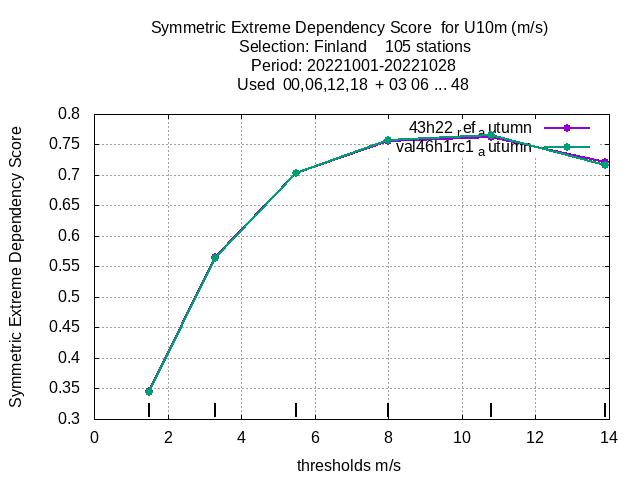 Symmetric Extreme Dependency Score for U10m (m/s)
Selection: Finland 105 stations
Period: 20221001-20221028
Used 00,06,12,18 + 03 06 ... 48
Symmetric Extreme Dependency Score
0.8
0.75
0.7
0.65
0.6
0.55
0.5
0.45
0.4
0.35
0.3
43h22_ref_autumn
val46h1rc1_autumn
0 2 4 6 8 10 12 14
thresholds m/s